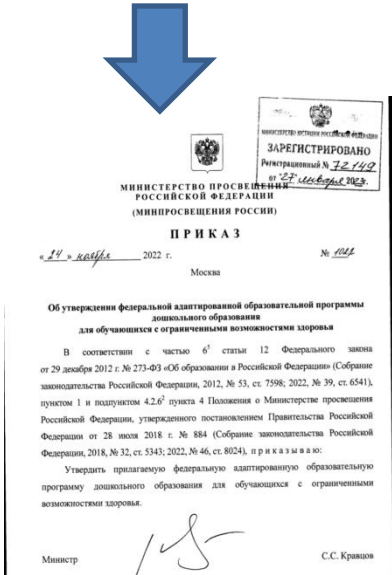 МИНИСТЕРСТВО ЮСТИЦИИ РОССИЙСКОЙ ФЕДЕРАЦИИ
ЗАРЕГИСТРИРОВАНО
Регистрационный № 72149
от "27" января 2023.
МИНИСТЕРСТВО ПРОСВЕЩЕНИЯ
РОССИЙСКОЙ ФЕДЕРАЦИИ
(МИНПРОСВЕЩЕНИЯ РОССИИ)
ПРИКАЗ
« 24 » ноября 2022 г.
№ 1022
Москва
Об утверждении федеральной адаптированной образовательной программы
дошкольного образования
для обучающихся с ограниченными возможностями здоровья
В соответствии с частью 6⁵ статьи 12 Федерального закона
от 29 декабря 2012 г. № 273-ФЗ «Об образовании в Российской Федерации» (Собрание
законодательства Российской Федерации, 2012, № 53, ст. 7598; 2022, № 39, ст. 6541),
пунктом 1 и подпунктом 4.2.6² пункта 4 Положения о Министерстве просвещения
Российской Федерации, утвержденного постановлением Правительства Российской
Федерации от 28 июля 2018 г. № 884 (Собрание законодательства Российской
Федерации, 2018, № 32, ст. 5343; 2022, № 46, ст. 8024), приказываю:
Утвердить прилагаемую федеральную адаптированную образовательную
программу дошкольного образования для обучающихся с ограниченными
возможностями здоровья.
Министр
С.С. Кравцов